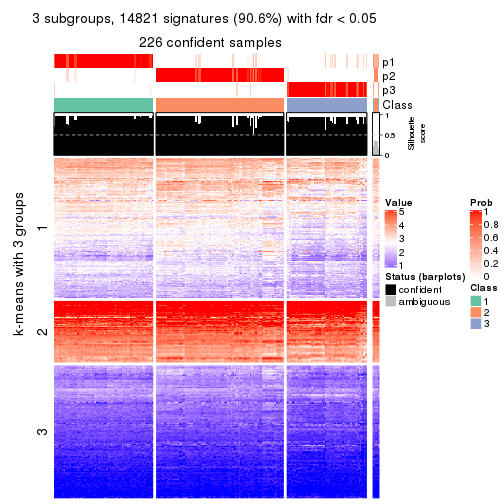 3 subgroups, 14821 signatures (90.6%) with fdr < 0.05
226 confident samples
p1
p2
p3
Class
1
0.5
0
Silhouette
score
k-means with 3 groups
1
2
3
Value
5
4
3
2
1
Status (barplots)
confident
ambiguous
Prob
1
0.8
0.6
0.4
0.2
0
Class
1
2
3